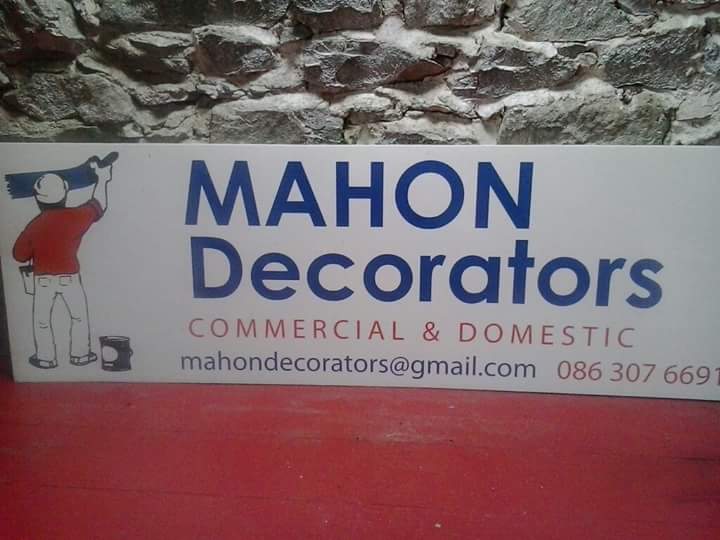 MAHON
Decorators
COMMERCIAL & DOMESTIC
mahondecorators@gmail.com 086 307 6691